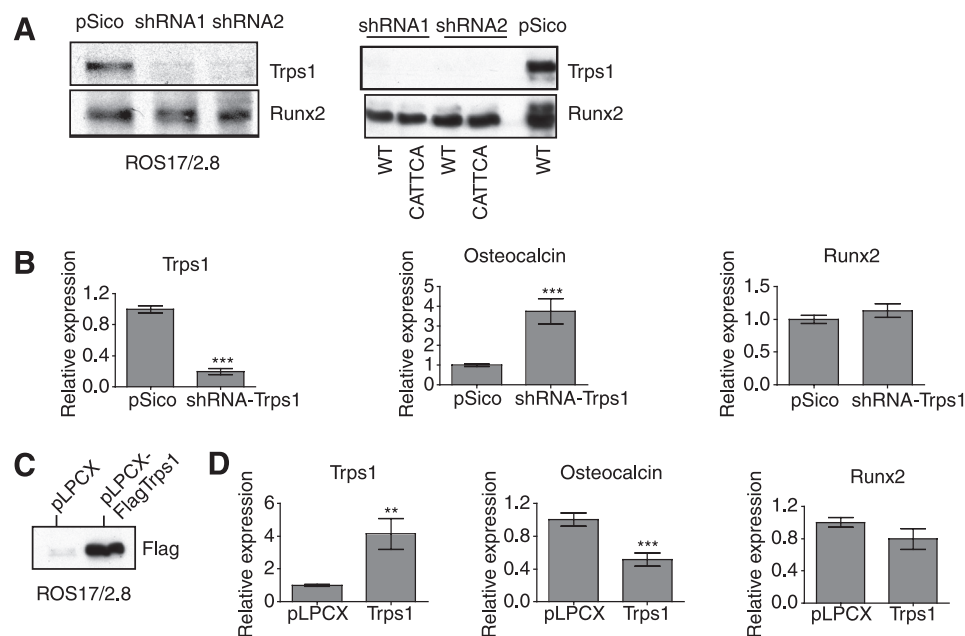 A
pSico shRNA1 shRNA2
Trps1
Runx2
ROS17/2.8
shRNA1 shRNA2 pSico
Trps1
Runx2
WT
CATTCA
WT
CATTCA
WT
B
Trps1
Relative expression
1.2
0.8
0.4
0.0
***
pSico shRNA-Trps1
Osteocalcin
Relative expression
5
4
3
2
1
0
***
pSico shRNA-Trps1
Runx2
Relative expression
1.5
1.0
0.5
0.0
pSico shRNA-Trps1
C
pLPCX
pLPCX-
FlagTrps1
Flag
ROS17/2.8
D
Trps1
Relative expression
6
4
2
0
**
pLPCX Trps1
Osteocalcin
Relative expression
1.2
0.8
0.4
0.0
***
pLPCX Trps1
Runx2
Relative expression
1.2
0.9
0.6
0.3
0.0
pLPCX Trps1